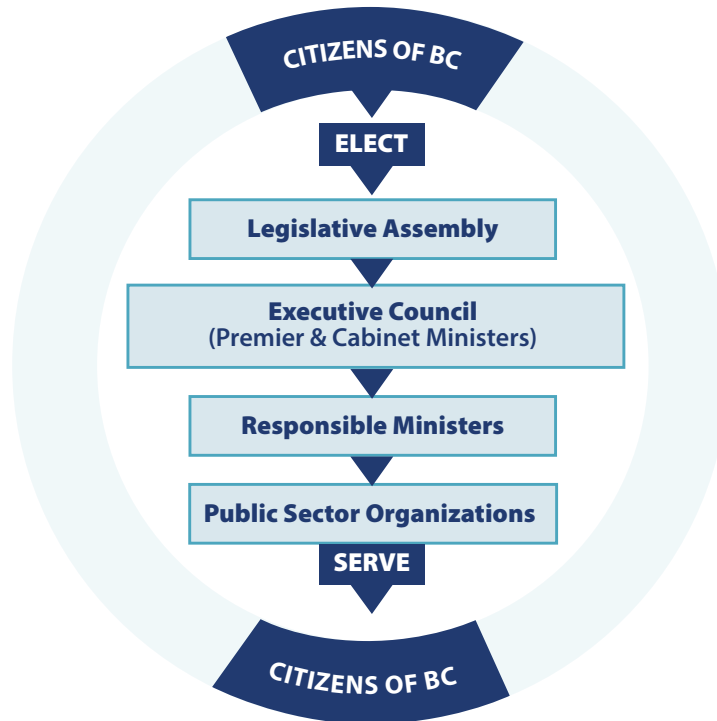 CITIZENS OF BC
ELECT
Legislative Assembly
Executive Council
(Premier & Cabinet Ministers)
Responsible Ministers
Public Sector Organizations
SERVE
CITIZENS OF BC